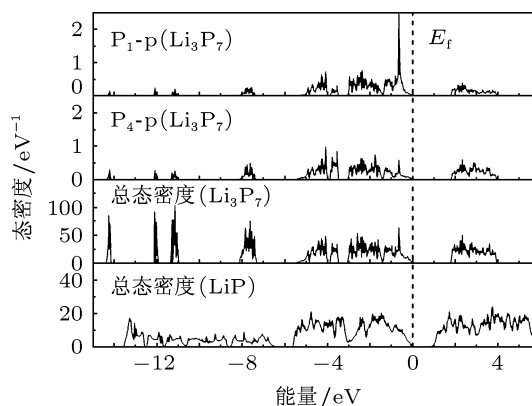 P₁-p(Li₃P₇)
E_f
2
1
0
P₄-p(Li₃P₇)
2
1
0
总态密度(Li₃P₇)
100
50
0
总态密度(LiP)
40
20
0
−12
−8
−4
0
4
态密度/eV⁻¹
能量/eV